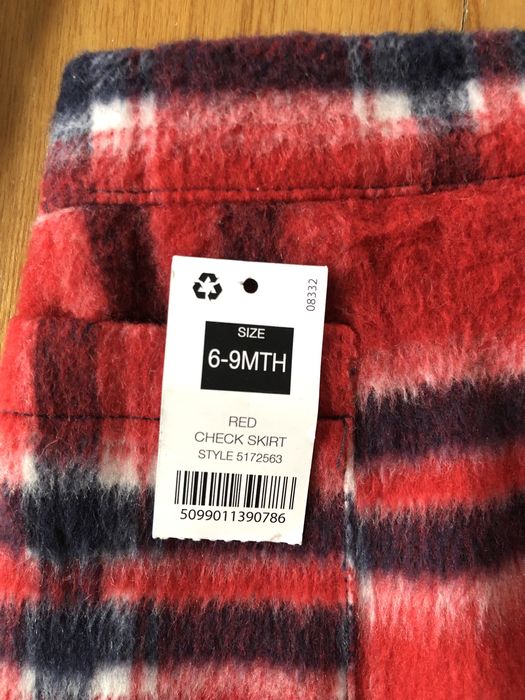 08332
SIZE
6-9MTH
RED
CHECK SKIRT
STYLE 5172563
5099011390786